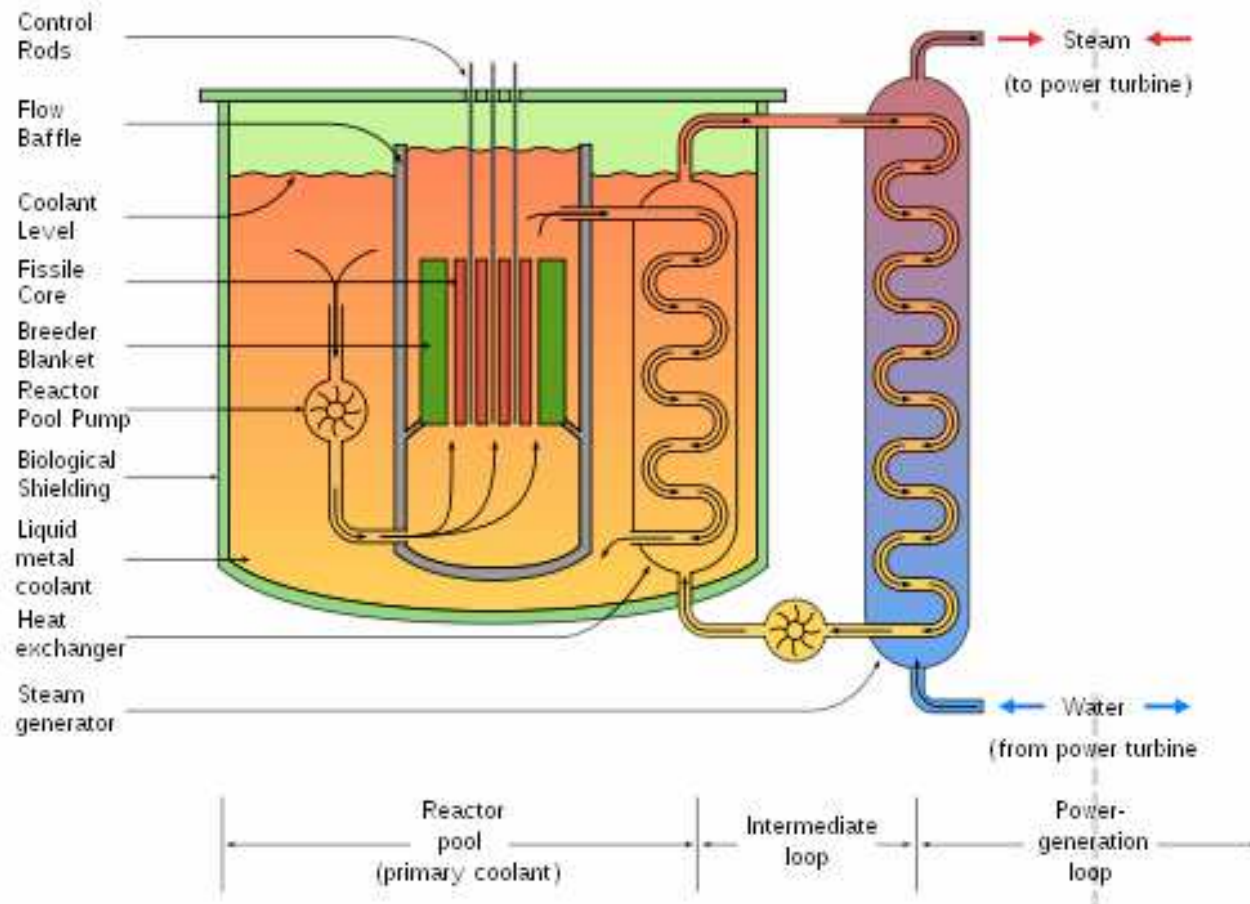 Control
Rods
Flow
Baffle
Coolant
Level
Fissile
Core
Breeder
Blanket
Reactor
Pool Pump
Biological
Shielding
Liquid
metal
coolant
Heat
exchanger
Steam
generator
Steam
(to power turbine)
Water
(from power turbine
Reactor
pool
(primary coolant)
Intermediate
loop
Power-
generation
loop